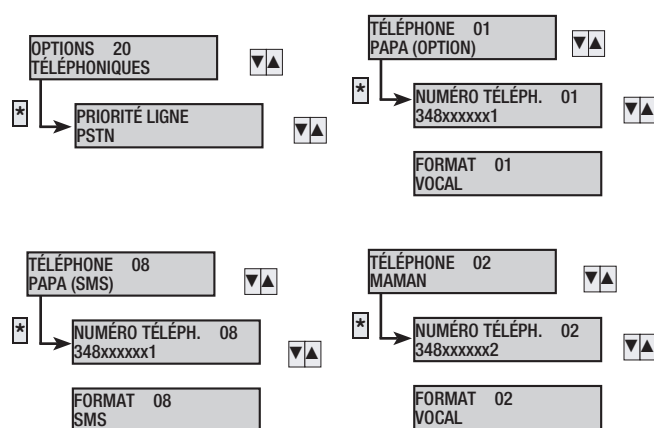 OPTIONS 20
TÉLÉPHONIQUES
*
PRIORITÉ LIGNE
PSTN
TÉLÉPHONE 01
PAPA (OPTION)
*
NUMÉRO TÉLÉPH. 01
348xxxxxx1
FORMAT 01
VOCAL
TÉLÉPHONE 08
PAPA (SMS)
*
NUMÉRO TÉLÉPH. 08
348xxxxxx1
FORMAT 08
SMS
TÉLÉPHONE 02
MAMAN
*
NUMÉRO TÉLÉPH. 02
348xxxxxx2
FORMAT 02
VOCAL